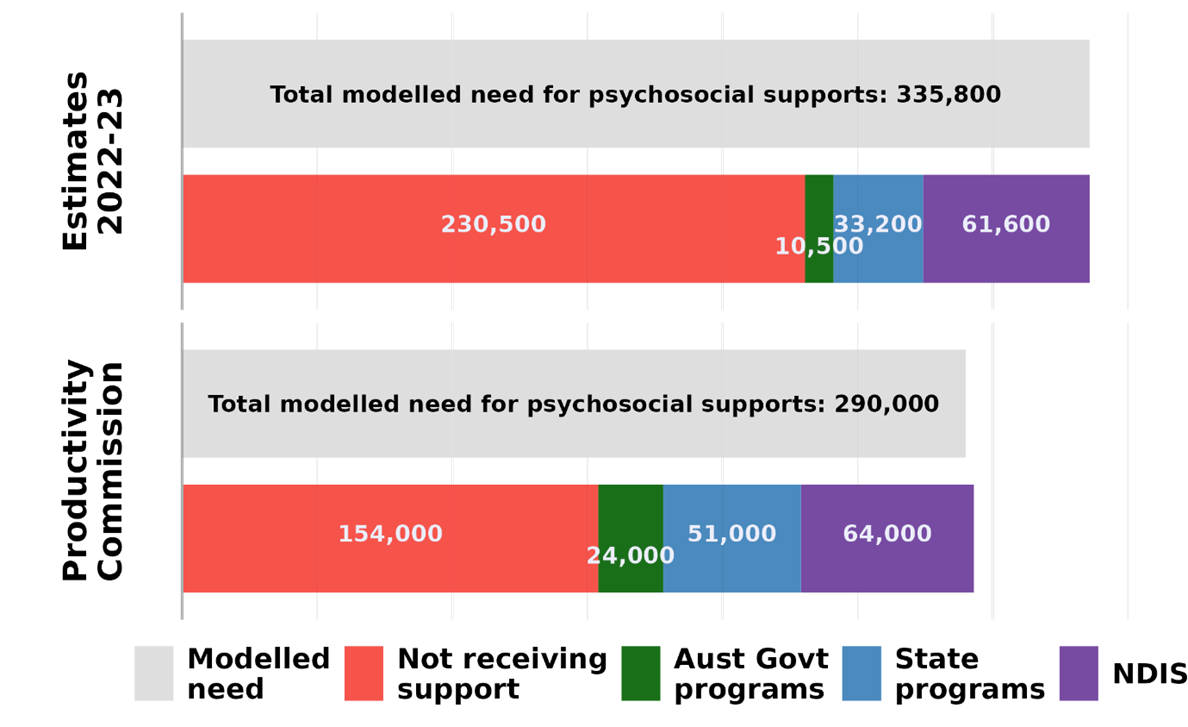 Estimates
2022-23
Total modelled need for psychosocial supports: 335,800
230,500
10,500
33,200
61,600
Productivity
Commission
Total modelled need for psychosocial supports: 290,000
154,000
24,000
51,000
64,000
Modelled
need
Not receiving
support
Aust Govt
programs
State
programs
NDIS